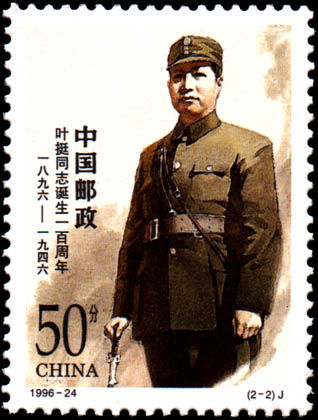 中国邮政
叶挺同志诞生一百周年
一八九六——一九四六
50分
CHINA
1996-24
(2-2)J